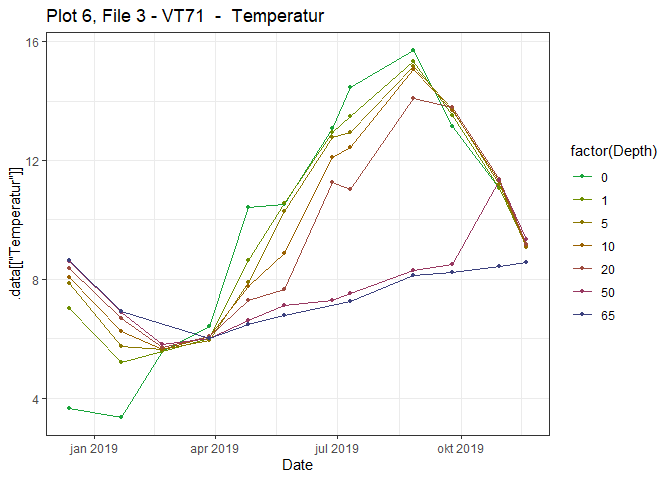 Plot 6, File 3 - VT71  -  Temperatur
.data[["Temperatur"]]
16
12
8
4
jan 2019
apr 2019
jul 2019
okt 2019
Date
factor(Depth)
0
1
5
10
20
50
65